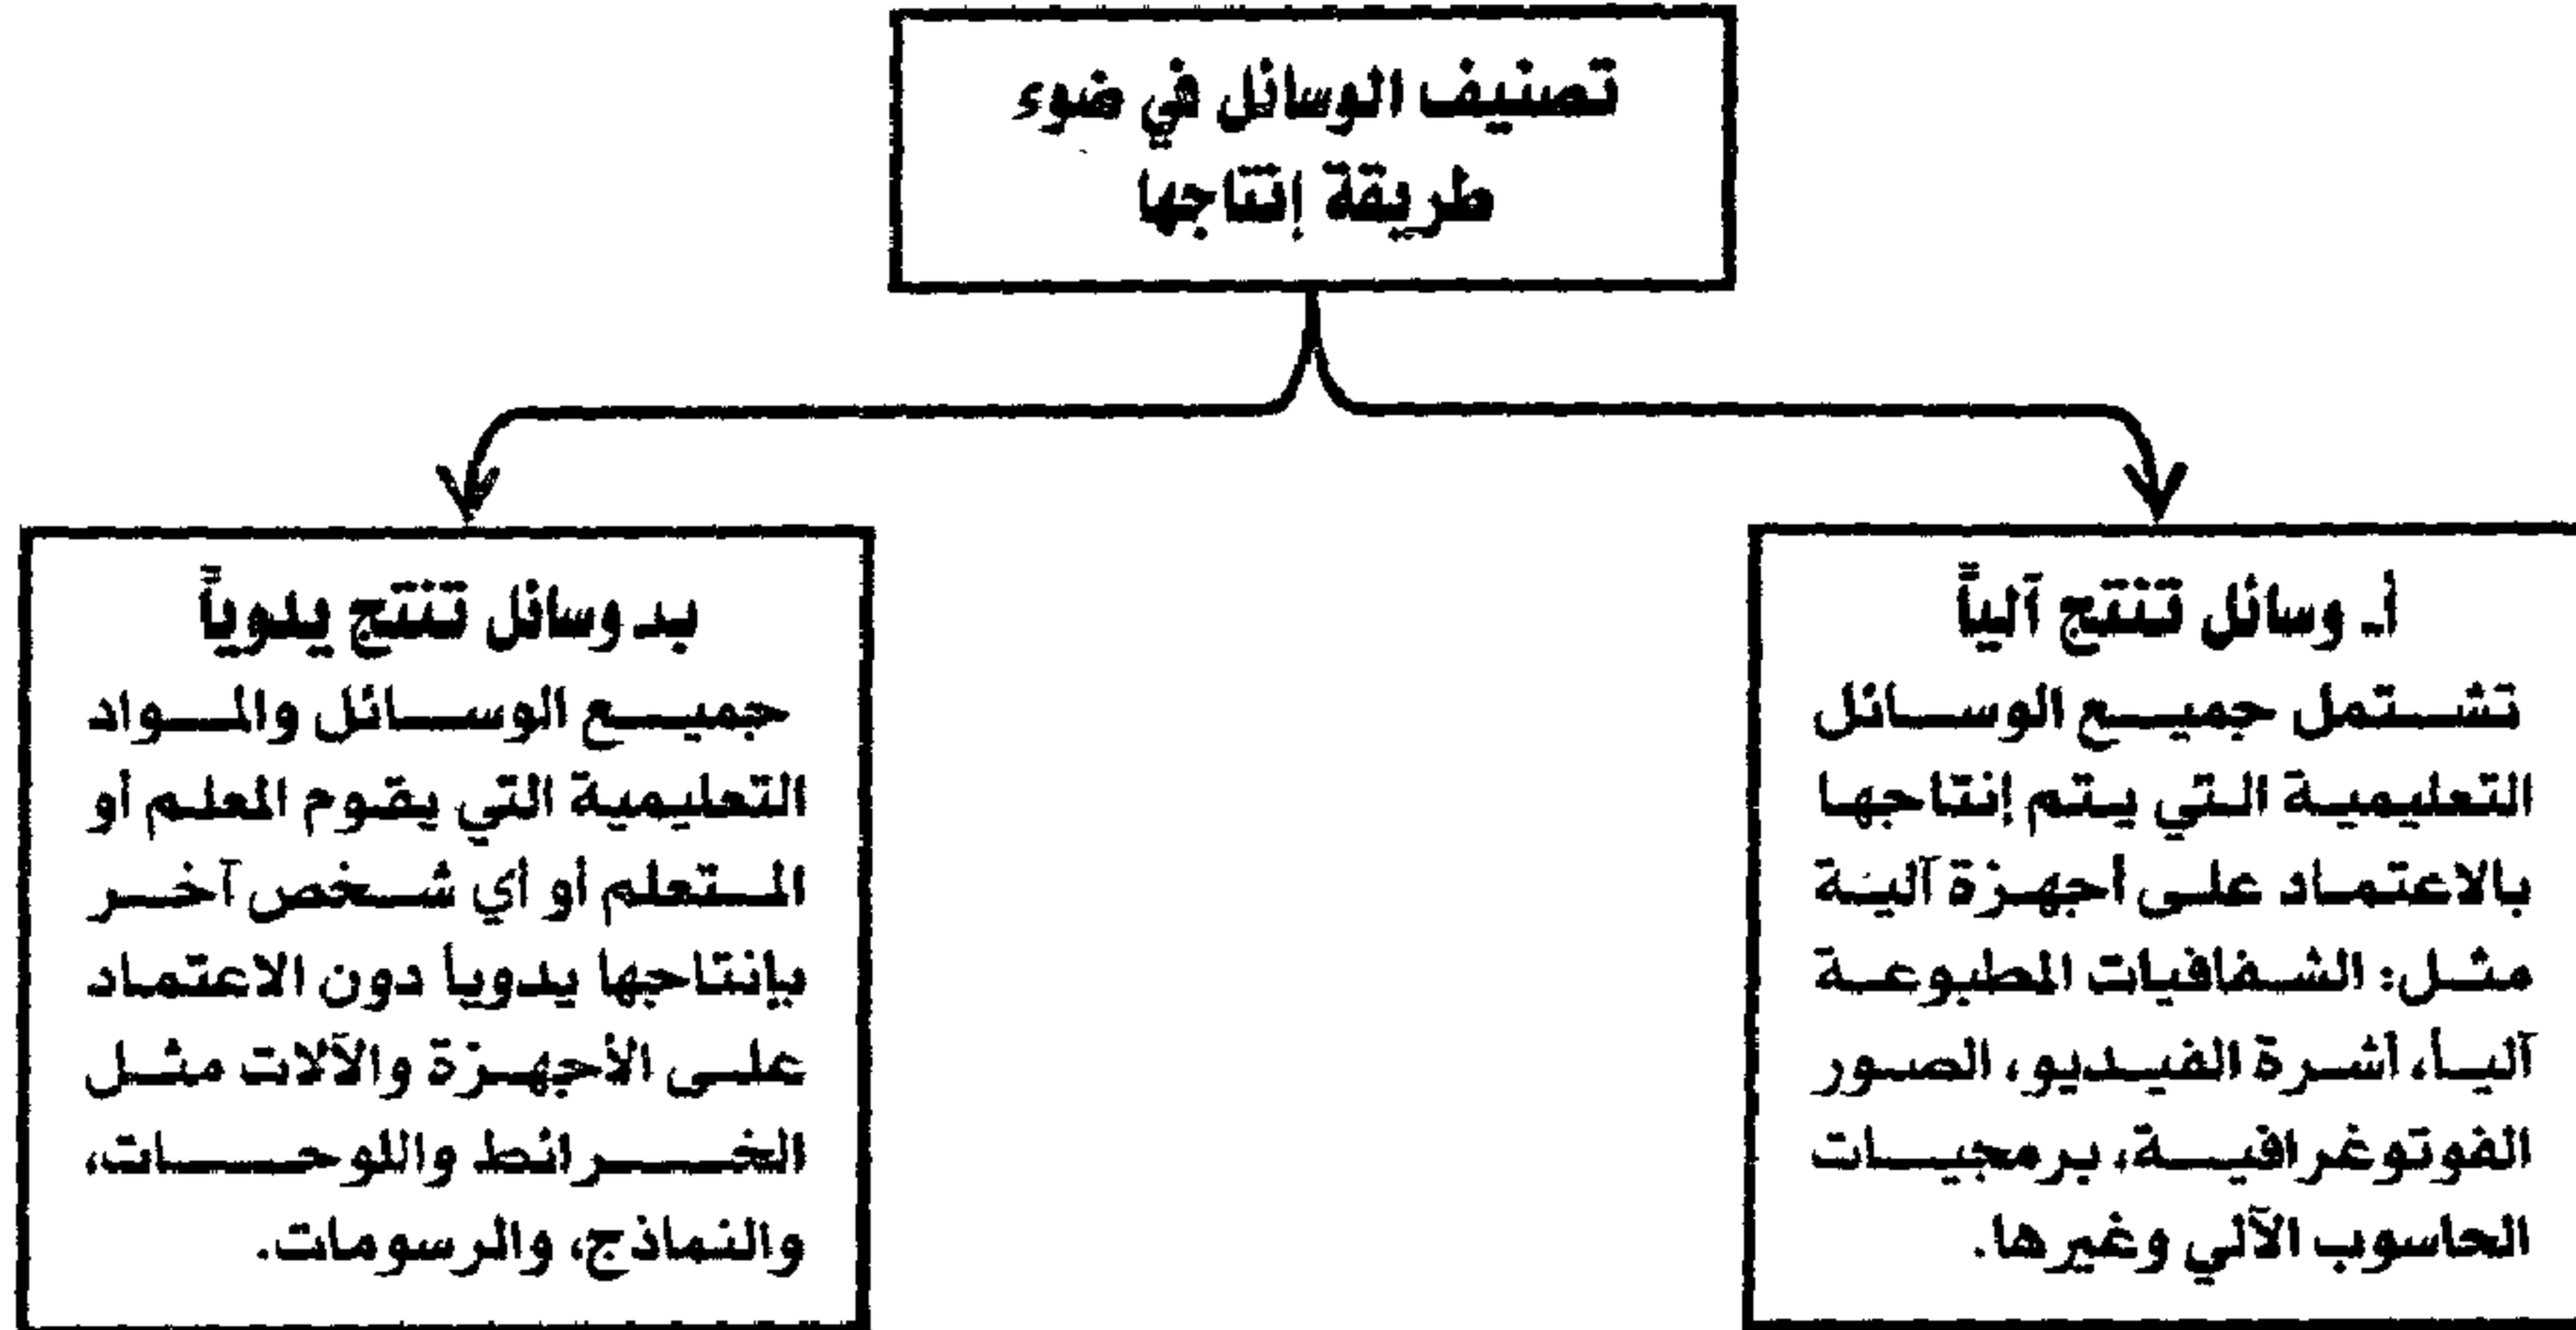 تصنيف الوسائل في ضوء
طريقة إنتاجها
أ- وسائل تنتج آلياً
تشتمل جميع الوسائل
التعليمية التي يتم إنتاجها
بالاعتماد على أجهزة آلية
مثل: الشفافيات المطبوعة
آلياً، أشرة الفيديو، الصور
الفوتوغرافية، برمجيات
الحاسوب الآلي وغيرها.
ب- وسائل تنتج يدوياً
جميع الوسائل والمواد
التعليمية التي يقوم المعلم أو
المتعلم أو أي شخص آخر
بإنتاجها يدوياً دون الاعتماد
على الأجهزة والآلات مثل
الخرائط واللوحات،
والنماذج، والرسومات.